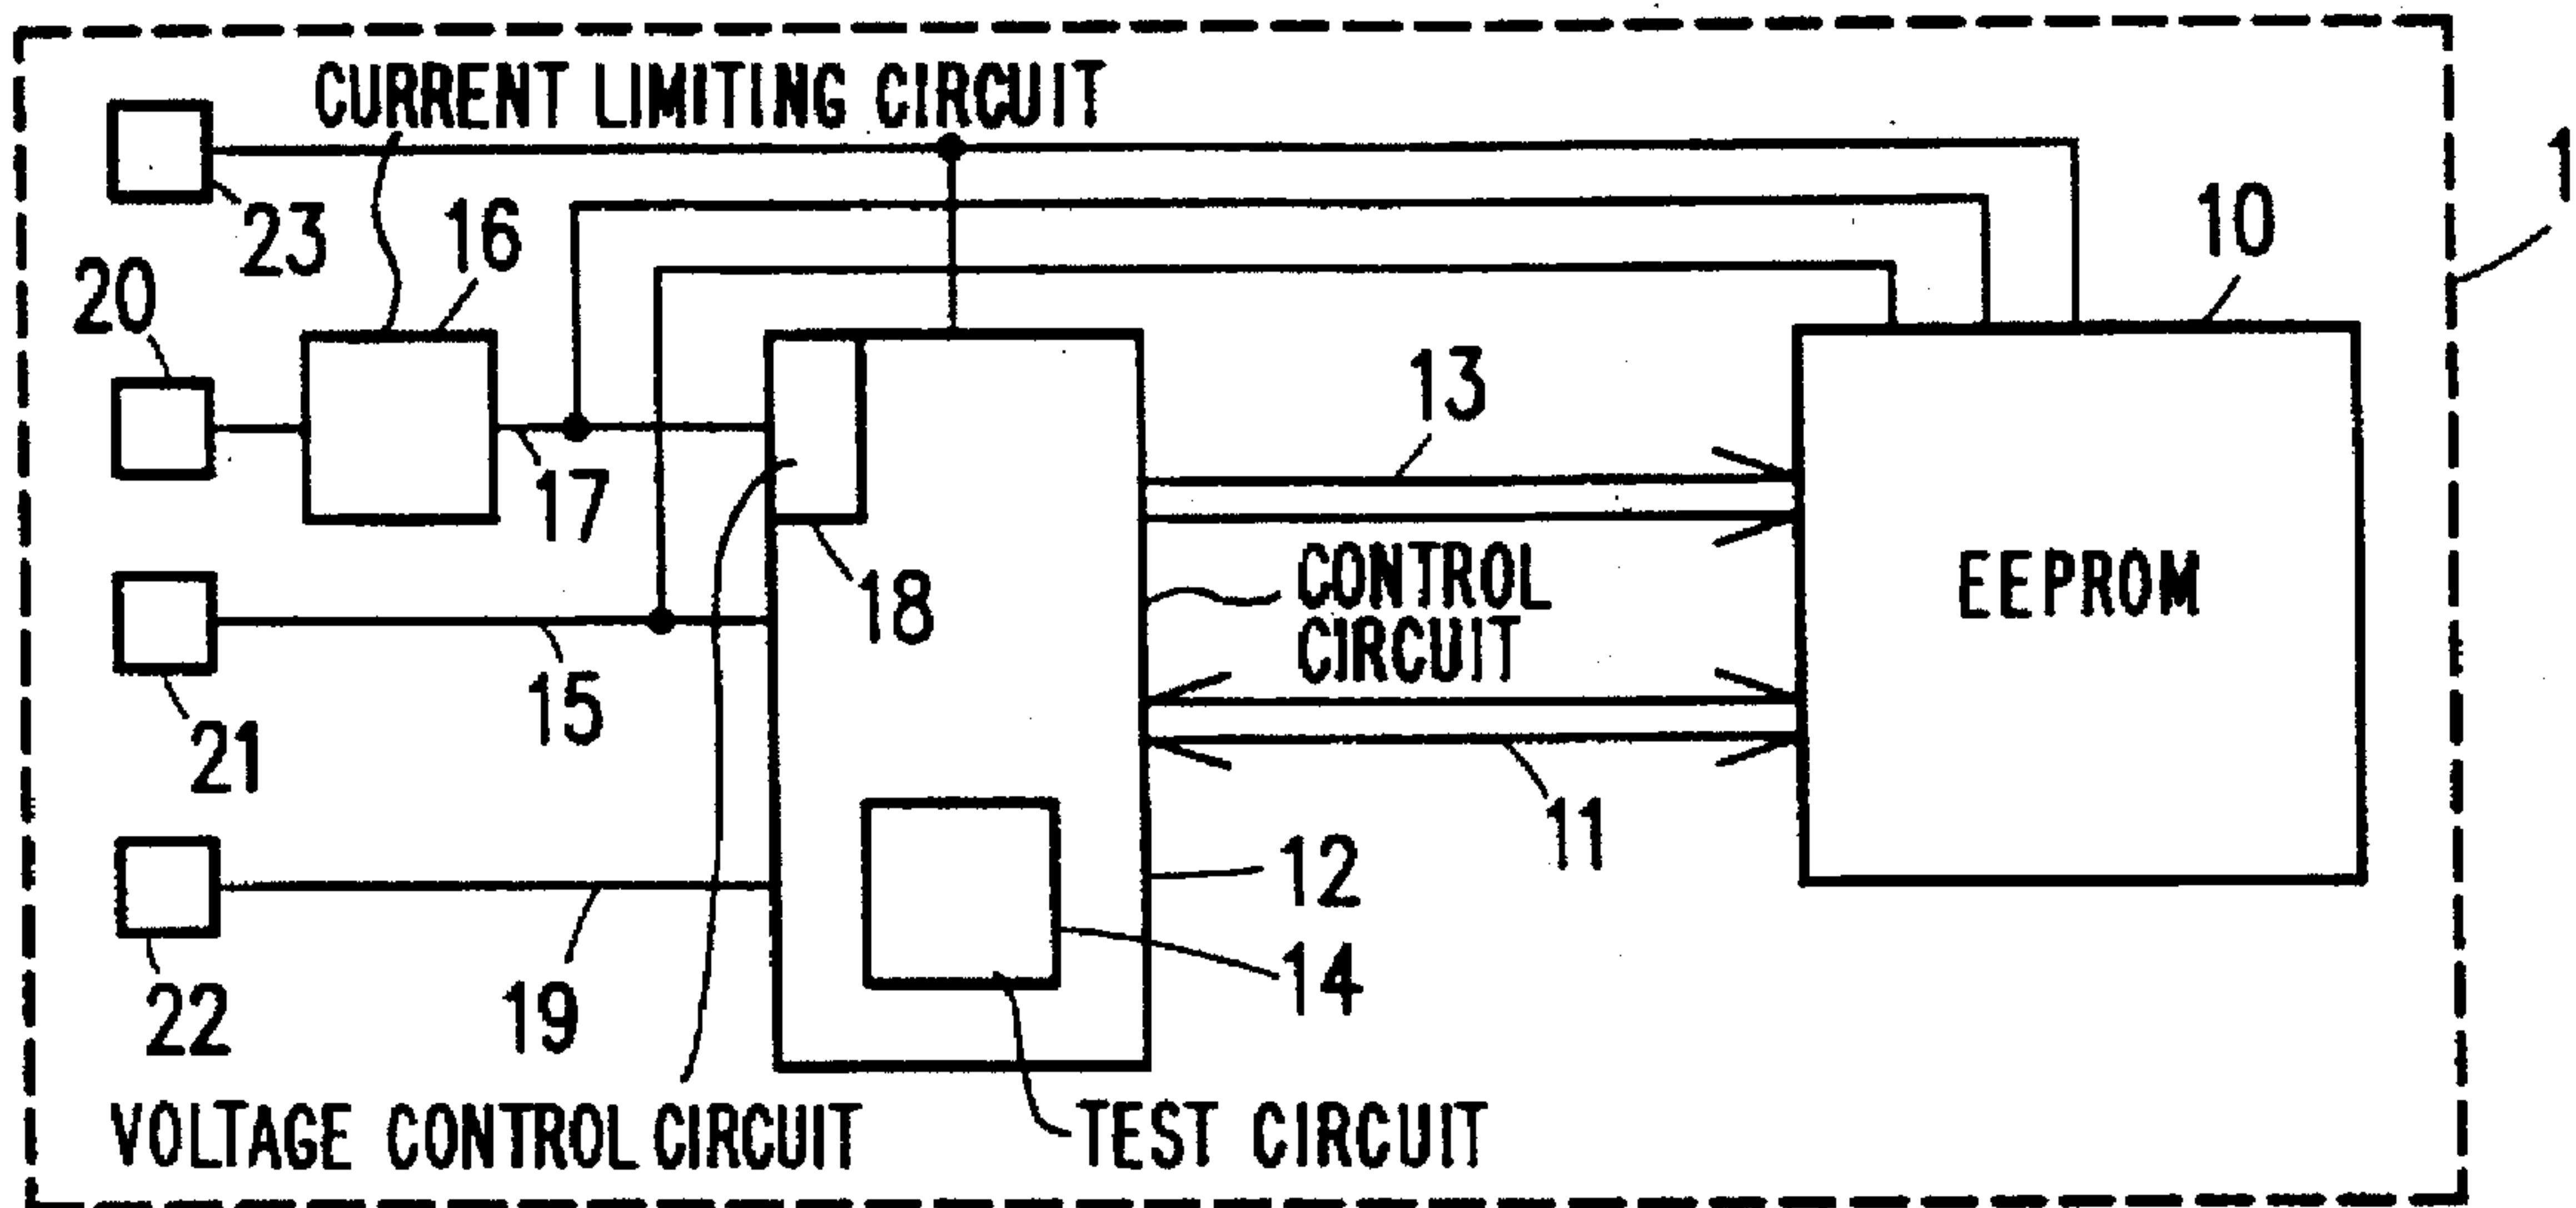 CURRENT LIMITING CIRCUIT
1
23
16
10
20
13
17
CONTROL
CIRCUIT
EEPROM
18
15
21
11
12
14
22
19
VOLTAGE CONTROL CIRCUIT
TEST CIRCUIT